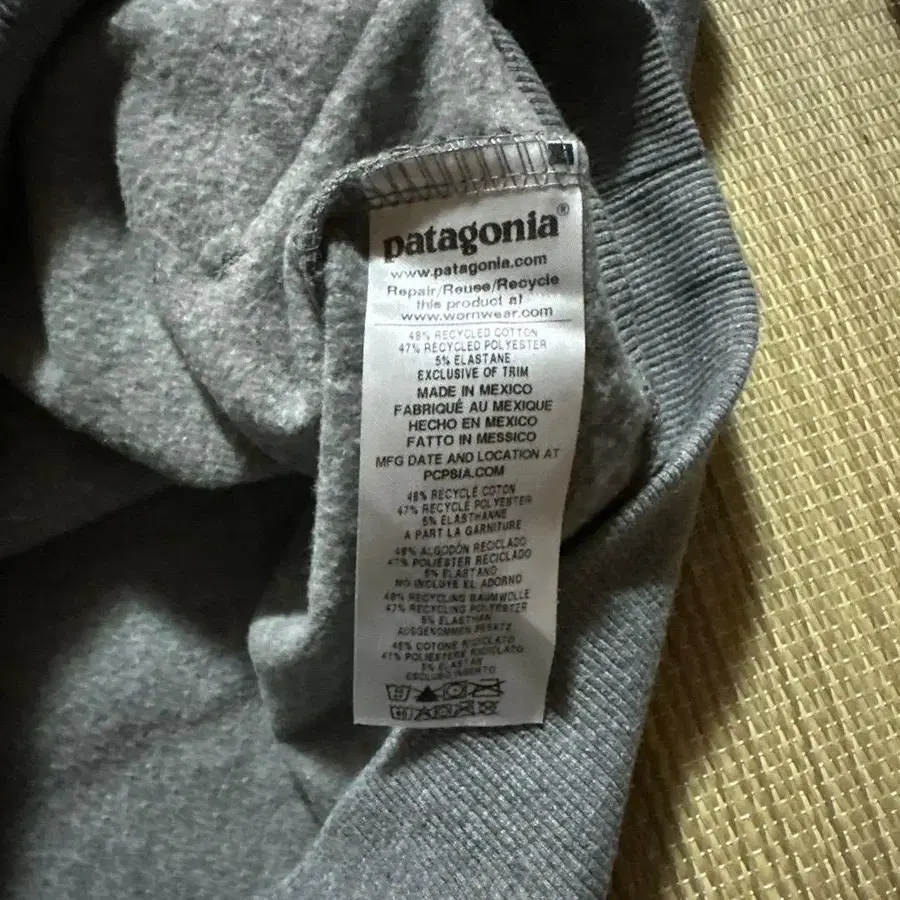 patagonia®
www.patagonia.com
Repair/Reuse/Recycle
this product at
www.wornwear.com
48% RECYCLED COTTON
47% RECYCLED POLYESTER
5% ELASTANE
EXCLUSIVE OF TRIM
MADE IN MEXICO
FABRIQUÉ AU MEXIQUE
HECHO EN MEXICO
FATTO IN MESSICO
MFG DATE AND LOCATION AT
PCPSIA.COM
48% RECYCLÉ COTON
47% RECYCLÉ POLYESTER
5% ELASTHANNE
A PART LA GARNITURE
48% ALGODÓN RECICLADO
47% POLIÉSTER RECICLADO
5% ELASTANO
NO INCLUYE EL ADORNO
48% RECYCLING BAUMWOLLE
47% RECYCLING POLYESTER
5% ELASTHAN
AUSGENOMMEN BESATZ
48% COTONE RICICLATO
47% POLIESTERE RICICLATO
5% ELASTAN
ESCLUSO INSERTO